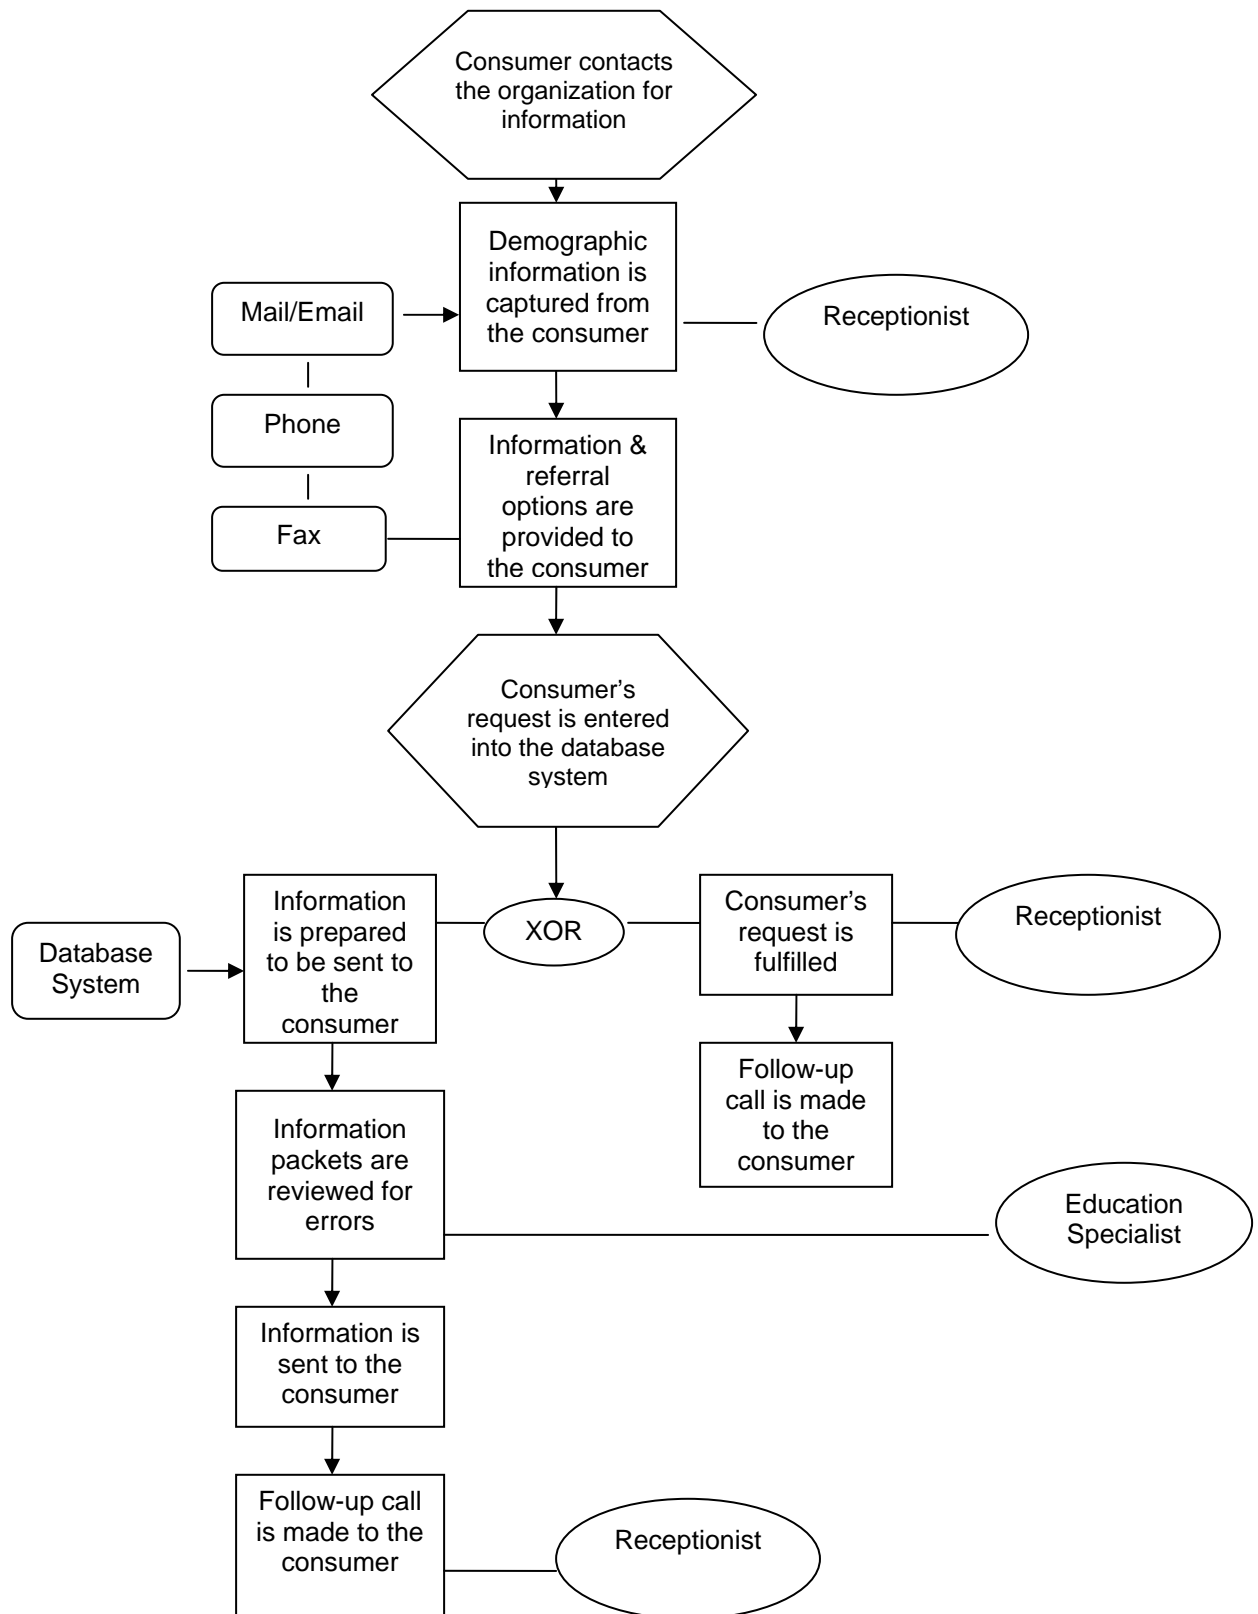 Consumer contacts
the organization for
information
Demographic
information is
captured from
the consumer
Mail/Email
Receptionist
Phone
Information &
referral
options are
provided to
the consumer
Fax
Consumer’s
request is entered
into the database
system
Information
is prepared
to be sent to
the
consumer
XOR
Consumer’s
request is
fulfilled
Receptionist
Database
System
Follow-up
call is made
to the
consumer
Information
packets are
reviewed for
errors
Education
Specialist
Information is
sent to the
consumer
Follow-up call
is made to the
consumer
Receptionist